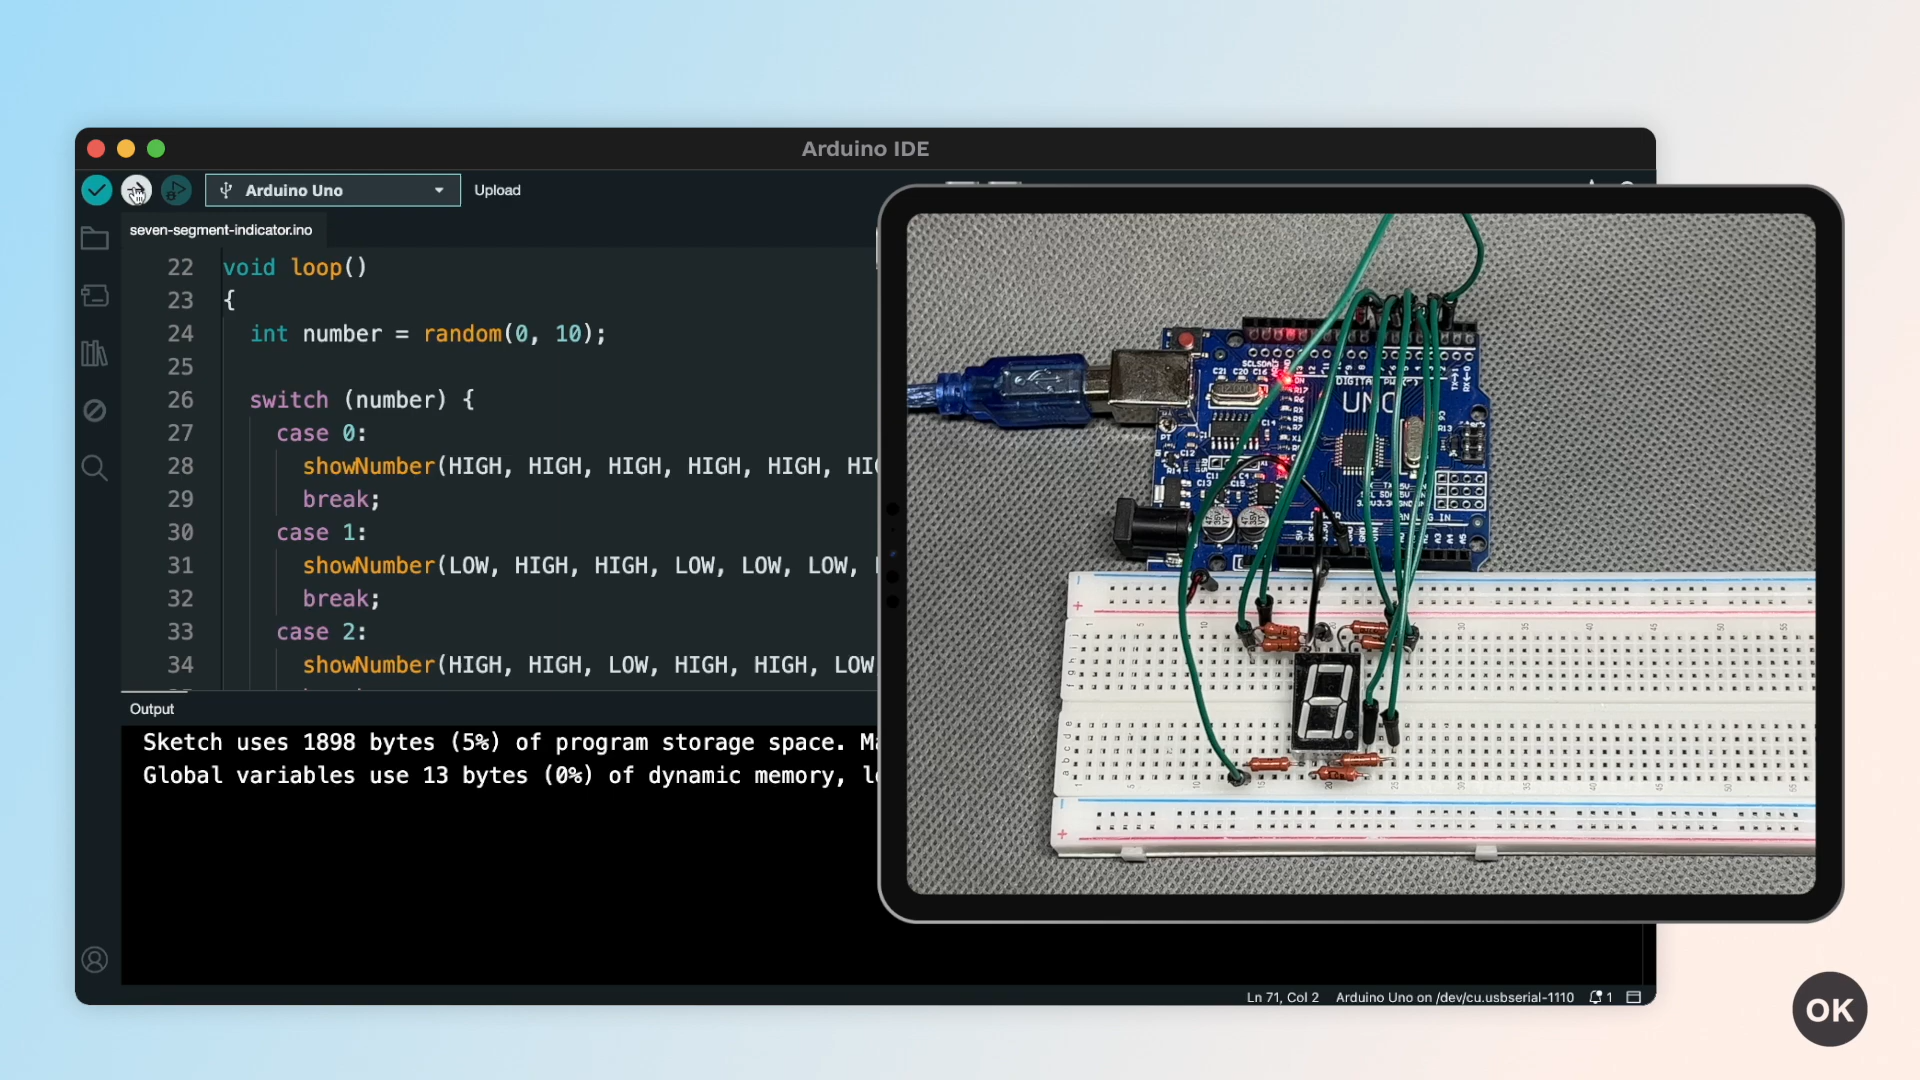 Arduino IDE
Arduino Uno
Upload
seven-segment-indicator.ino
22 void loop()
23 {
24 int number = random(0, 10);
25
26 switch (number) {
27 case 0:
28 showNumber(HIGH, HIGH, HIGH, HIGH, HIGH, HI
29 break;
30 case 1:
31 showNumber(LOW, HIGH, HIGH, LOW, LOW, LOW,
32 break;
33 case 2:
34 showNumber(HIGH, HIGH, LOW, HIGH, HIGH, LOW
Output
Sketch uses 1898 bytes (5%) of program storage space. Ma
Global variables use 13 bytes (0%) of dynamic memory, l
UNO
Ln 71, Col 2 Arduino Uno on /dev/cu.usbserial-1110 1
OK